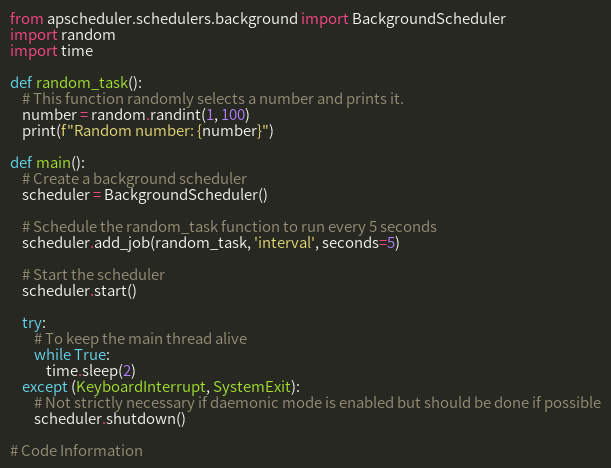 from apscheduler.schedulers.background import BackgroundScheduler
import random
import time

def random_task():
    # This function randomly selects a number and prints it.
    number = random.randint(1, 100)
    print(f"Random number: {number}")

def main():
    # Create a background scheduler
    scheduler = BackgroundScheduler()

    # Schedule the random_task function to run every 5 seconds
    scheduler.add_job(random_task, 'interval', seconds=5)

    # Start the scheduler
    scheduler.start()

    try:
        # To keep the main thread alive
        while True:
            time.sleep(2)
    except (KeyboardInterrupt, SystemExit):
        # Not strictly necessary if daemonic mode is enabled but should be done if possible
        scheduler.shutdown()

# Code Information